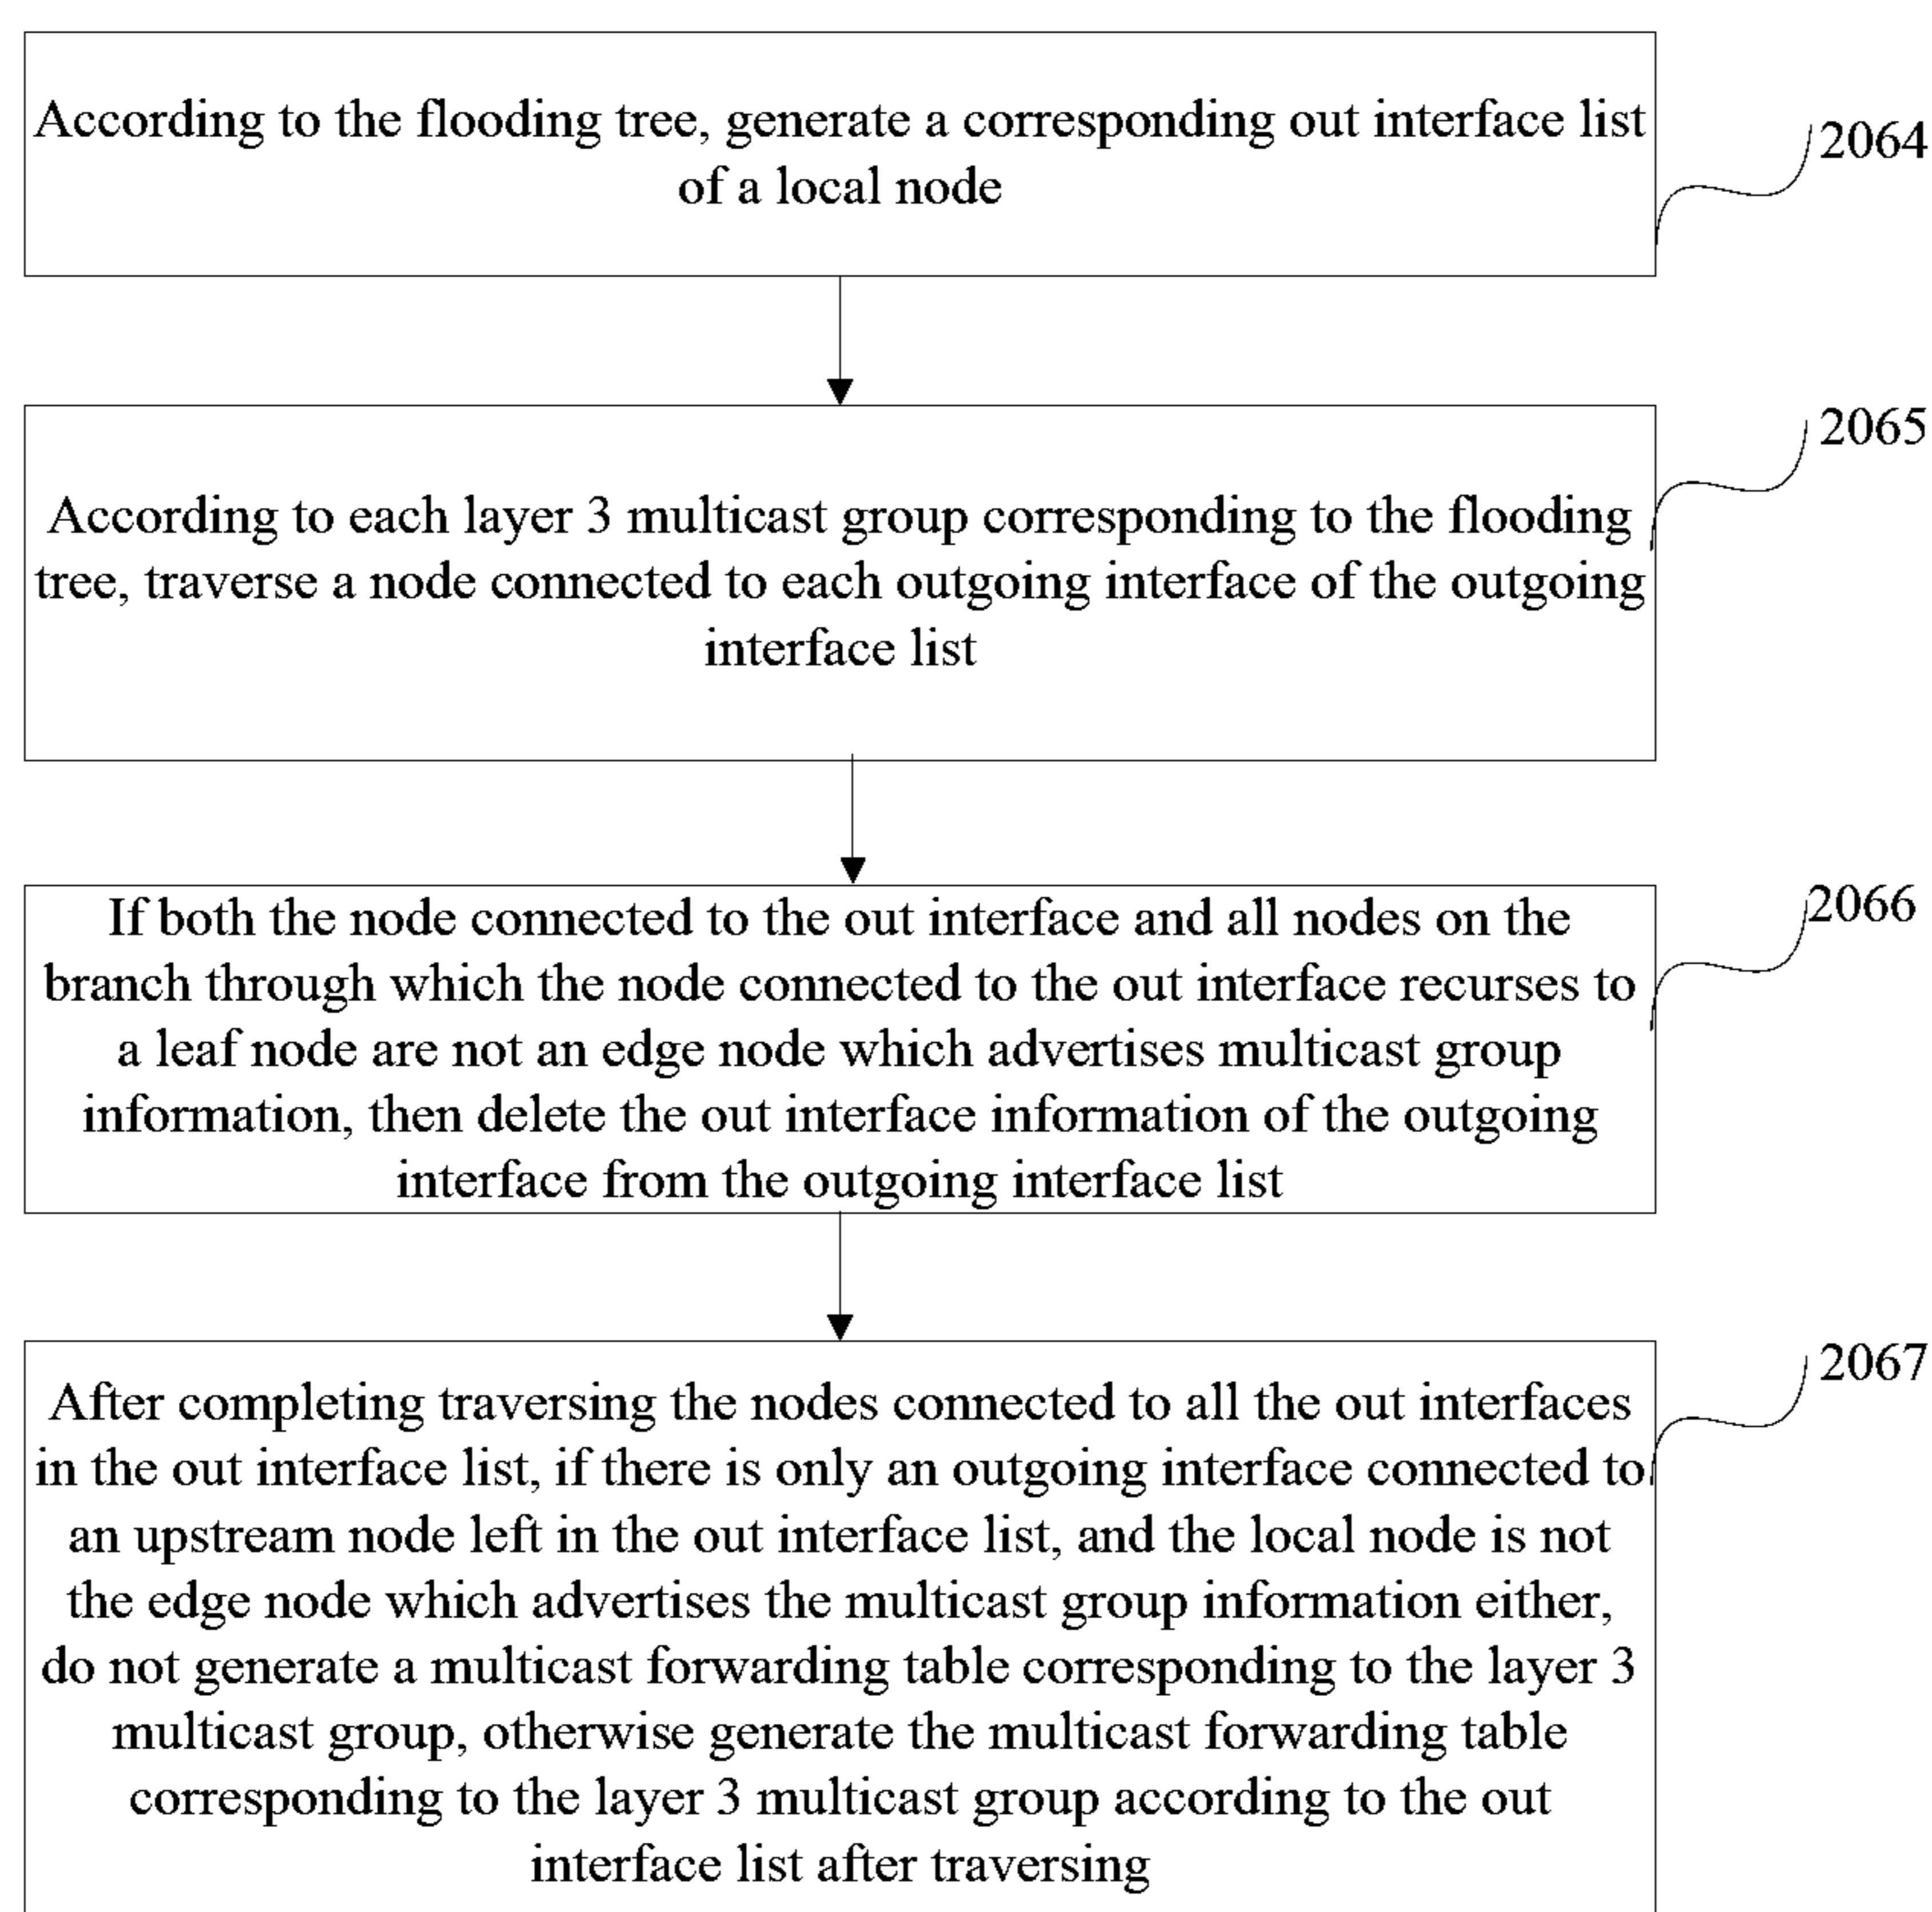 According to the flooding tree, generate a corresponding out interface list
of a local node
2064
According to each layer 3 multicast group corresponding to the flooding
tree, traverse a node connected to each outgoing interface of the outgoing
interface list
2065
If both the node connected to the out interface and all nodes on the
branch through which the node connected to the out interface recurses to
a leaf node are not an edge node which advertises multicast group
information, then delete the out interface information of the outgoing
interface from the outgoing interface list
2066
After completing traversing the nodes connected to all the out interfaces
in the out interface list, if there is only an outgoing interface connected to
an upstream node left in the out interface list, and the local node is not
the edge node which advertises the multicast group information either,
do not generate a multicast forwarding table corresponding to the layer 3
multicast group, otherwise generate the multicast forwarding table
corresponding to the layer 3 multicast group according to the out
interface list after traversing
2067